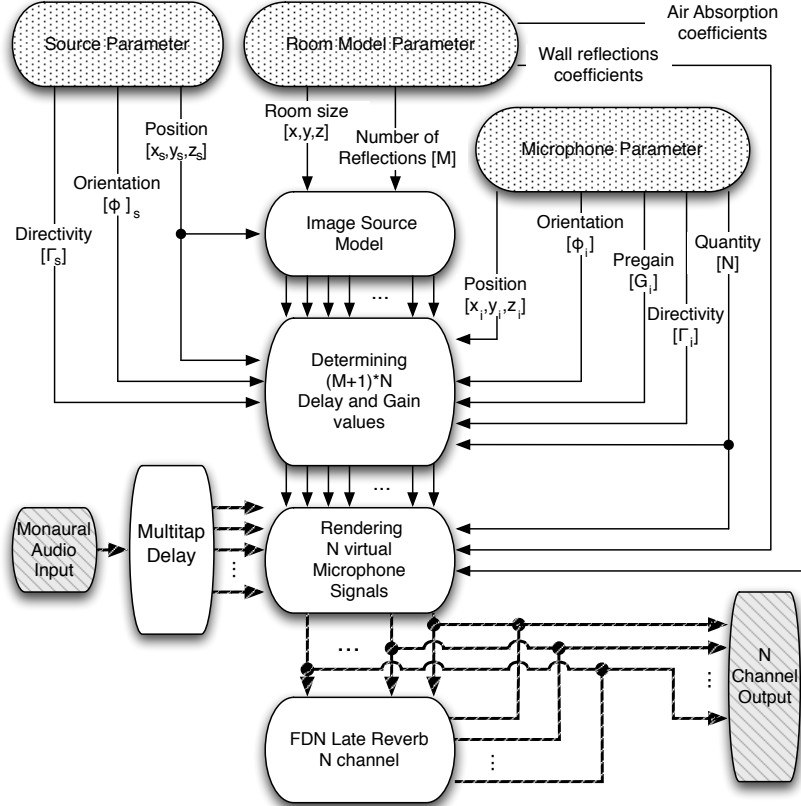 Source Parameter
Room Model Parameter
Air Absorption
coefficients
Wall reflections
coefficients
Position
[xₛ,yₛ,zₛ]
Room size
[x,y,z]
Number of
Reflections [M]
Microphone Parameter
Orientation
[ϕ ]ₛ
Directivity
[Γₛ]
Image Source
Model
Orientation
[ϕᵢ]
Quantity
[N]
Pregain
[Gᵢ]
Position
[xᵢ,yᵢ,zᵢ]
Directivity
[Γᵢ]
...
Determining
(M+1)*N
Delay and Gain
values
...
Monaural
Audio
Input
Multitap
Delay
...
Rendering
N virtual
Microphone
Signals
...
N
Channel
Output
...
FDN Late Reverb
N channel
...